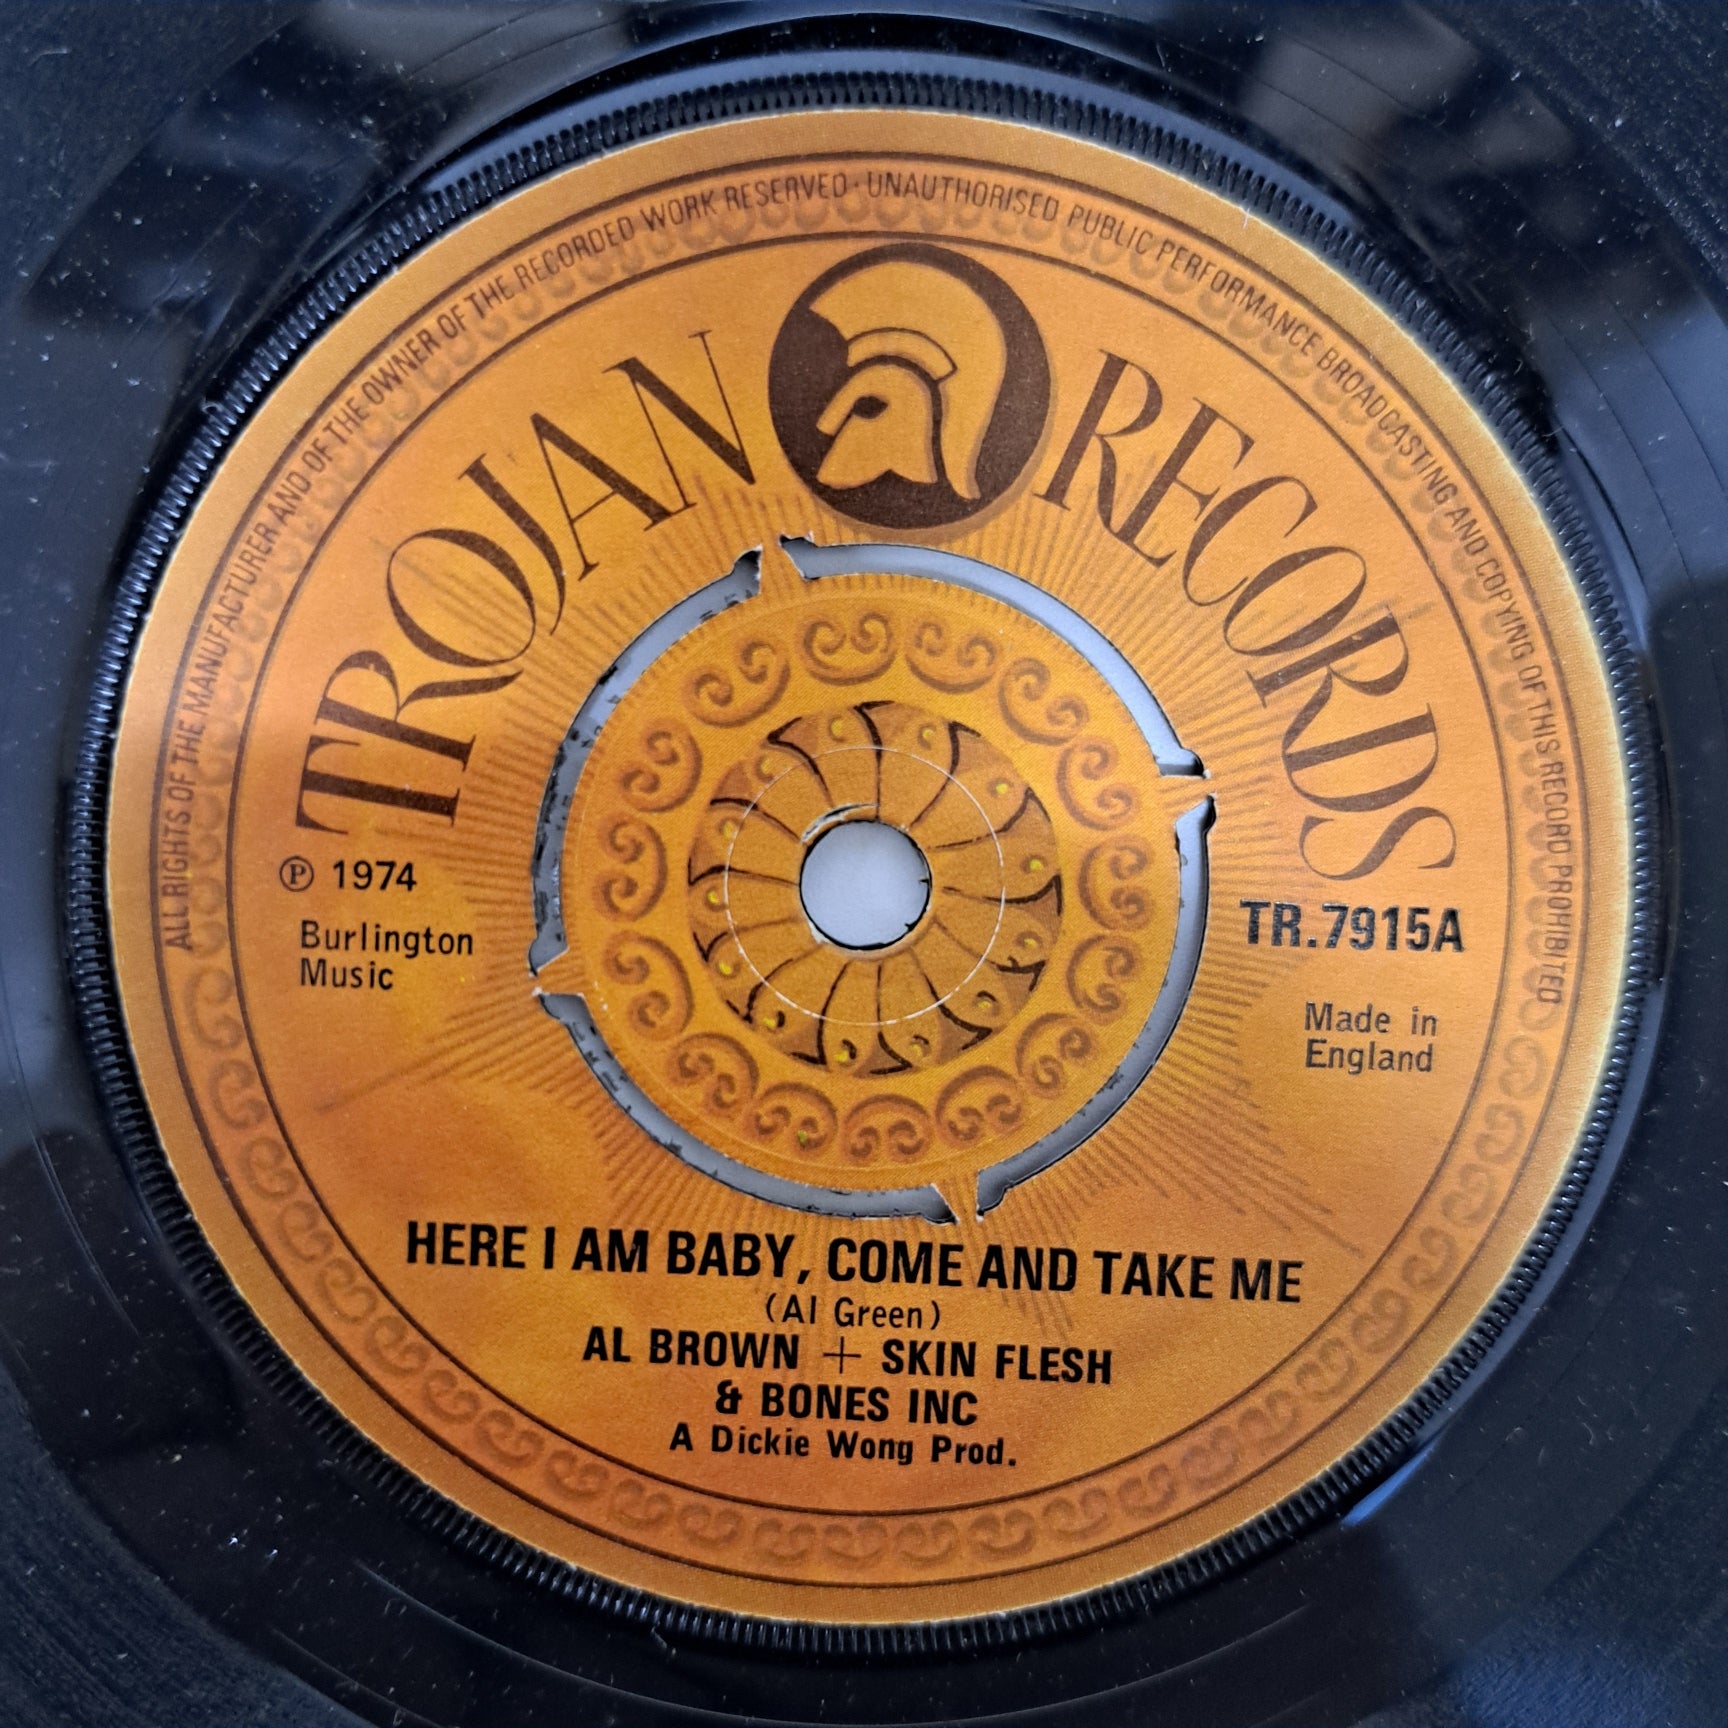 ALL RIGHTS OF THE MANUFACTURER AND OF THE OWNER OF THE RECORDED WORK RESERVED · UNAUTHORISED PUBLIC PERFORMANCE BROADCASTING AND COPYING OF THIS RECORD PROHIBITED
TROJAN RECORDS
℗ 1974
Burlington
Music
TR.7915A
Made in
England
HERE I AM BABY, COME AND TAKE ME
(Al Green)
AL BROWN + SKIN FLESH
& BONES INC
A Dickie Wong Prod.